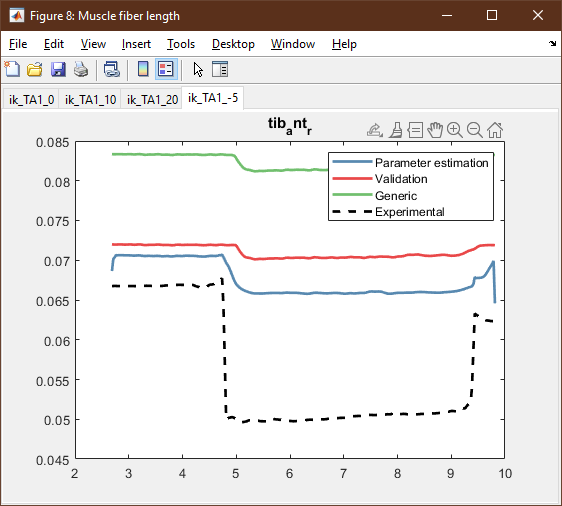 Figure 8: Muscle fiber length
File Edit View Insert Tools Desktop Window Help
ik_TA1_0 ik_TA1_10 ik_TA1_20 ik_TA1_-5
tib_ant_r
0.085
0.08
0.075
0.07
0.065
0.06
0.055
0.05
0.045
Parameter estimation
Validation
Generic
Experimental
2 3 4 5 6 7 8 9 10